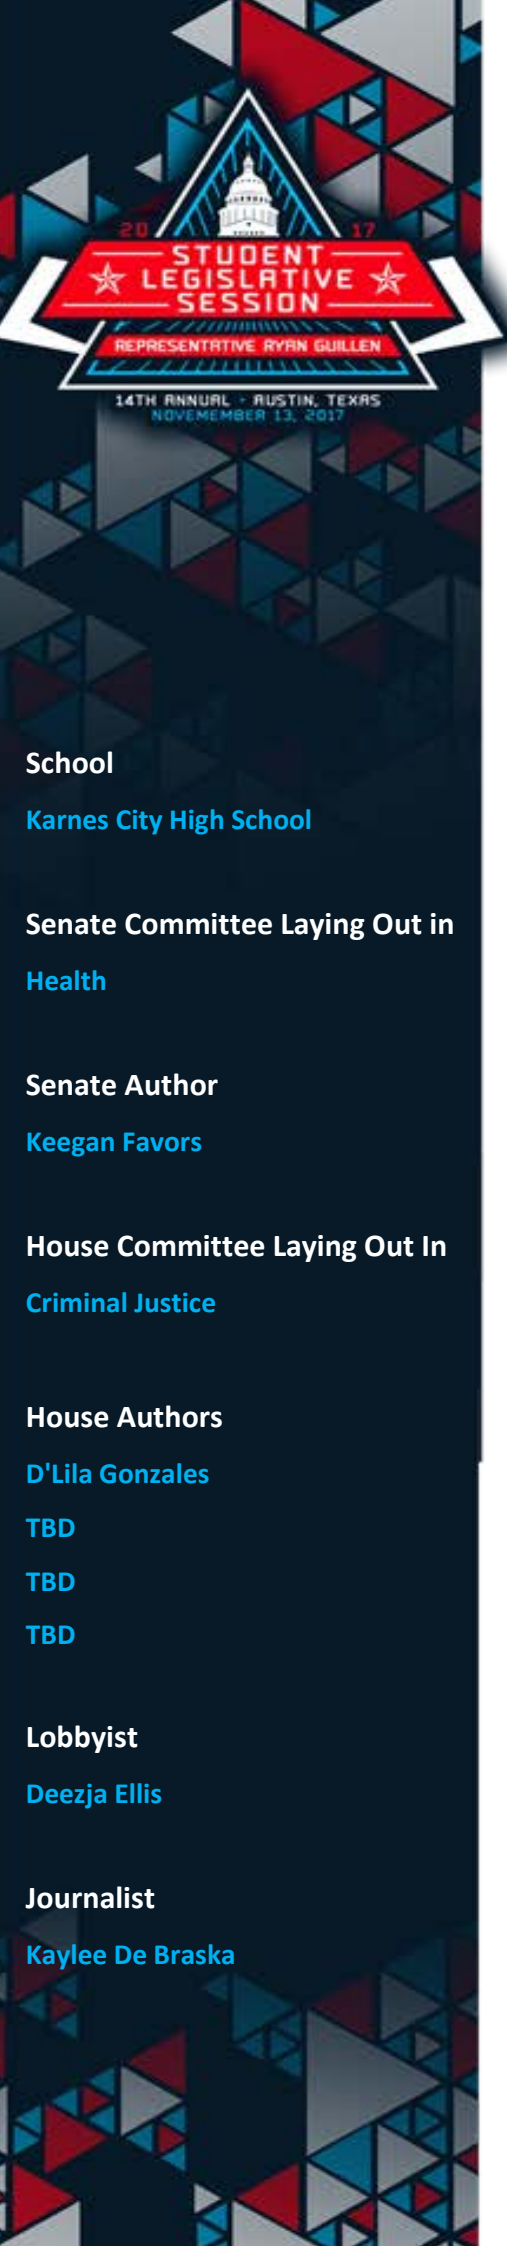 20 17
STUDENT
LEGISLATIVE
SESSION
REPRESENTATIVE RYAN GUILLEN
14TH ANNUAL - AUSTIN, TEXAS
NOVEMEMBER 13, 2017
School
Karnes City High School
Senate Committee Laying Out in
Health
Senate Author
Keegan Favors
House Committee Laying Out In
Criminal Justice
House Authors
D'Lila Gonzales
TBD
TBD
TBD
Lobbyist
Deezja Ellis
Journalist
Kaylee De Braska